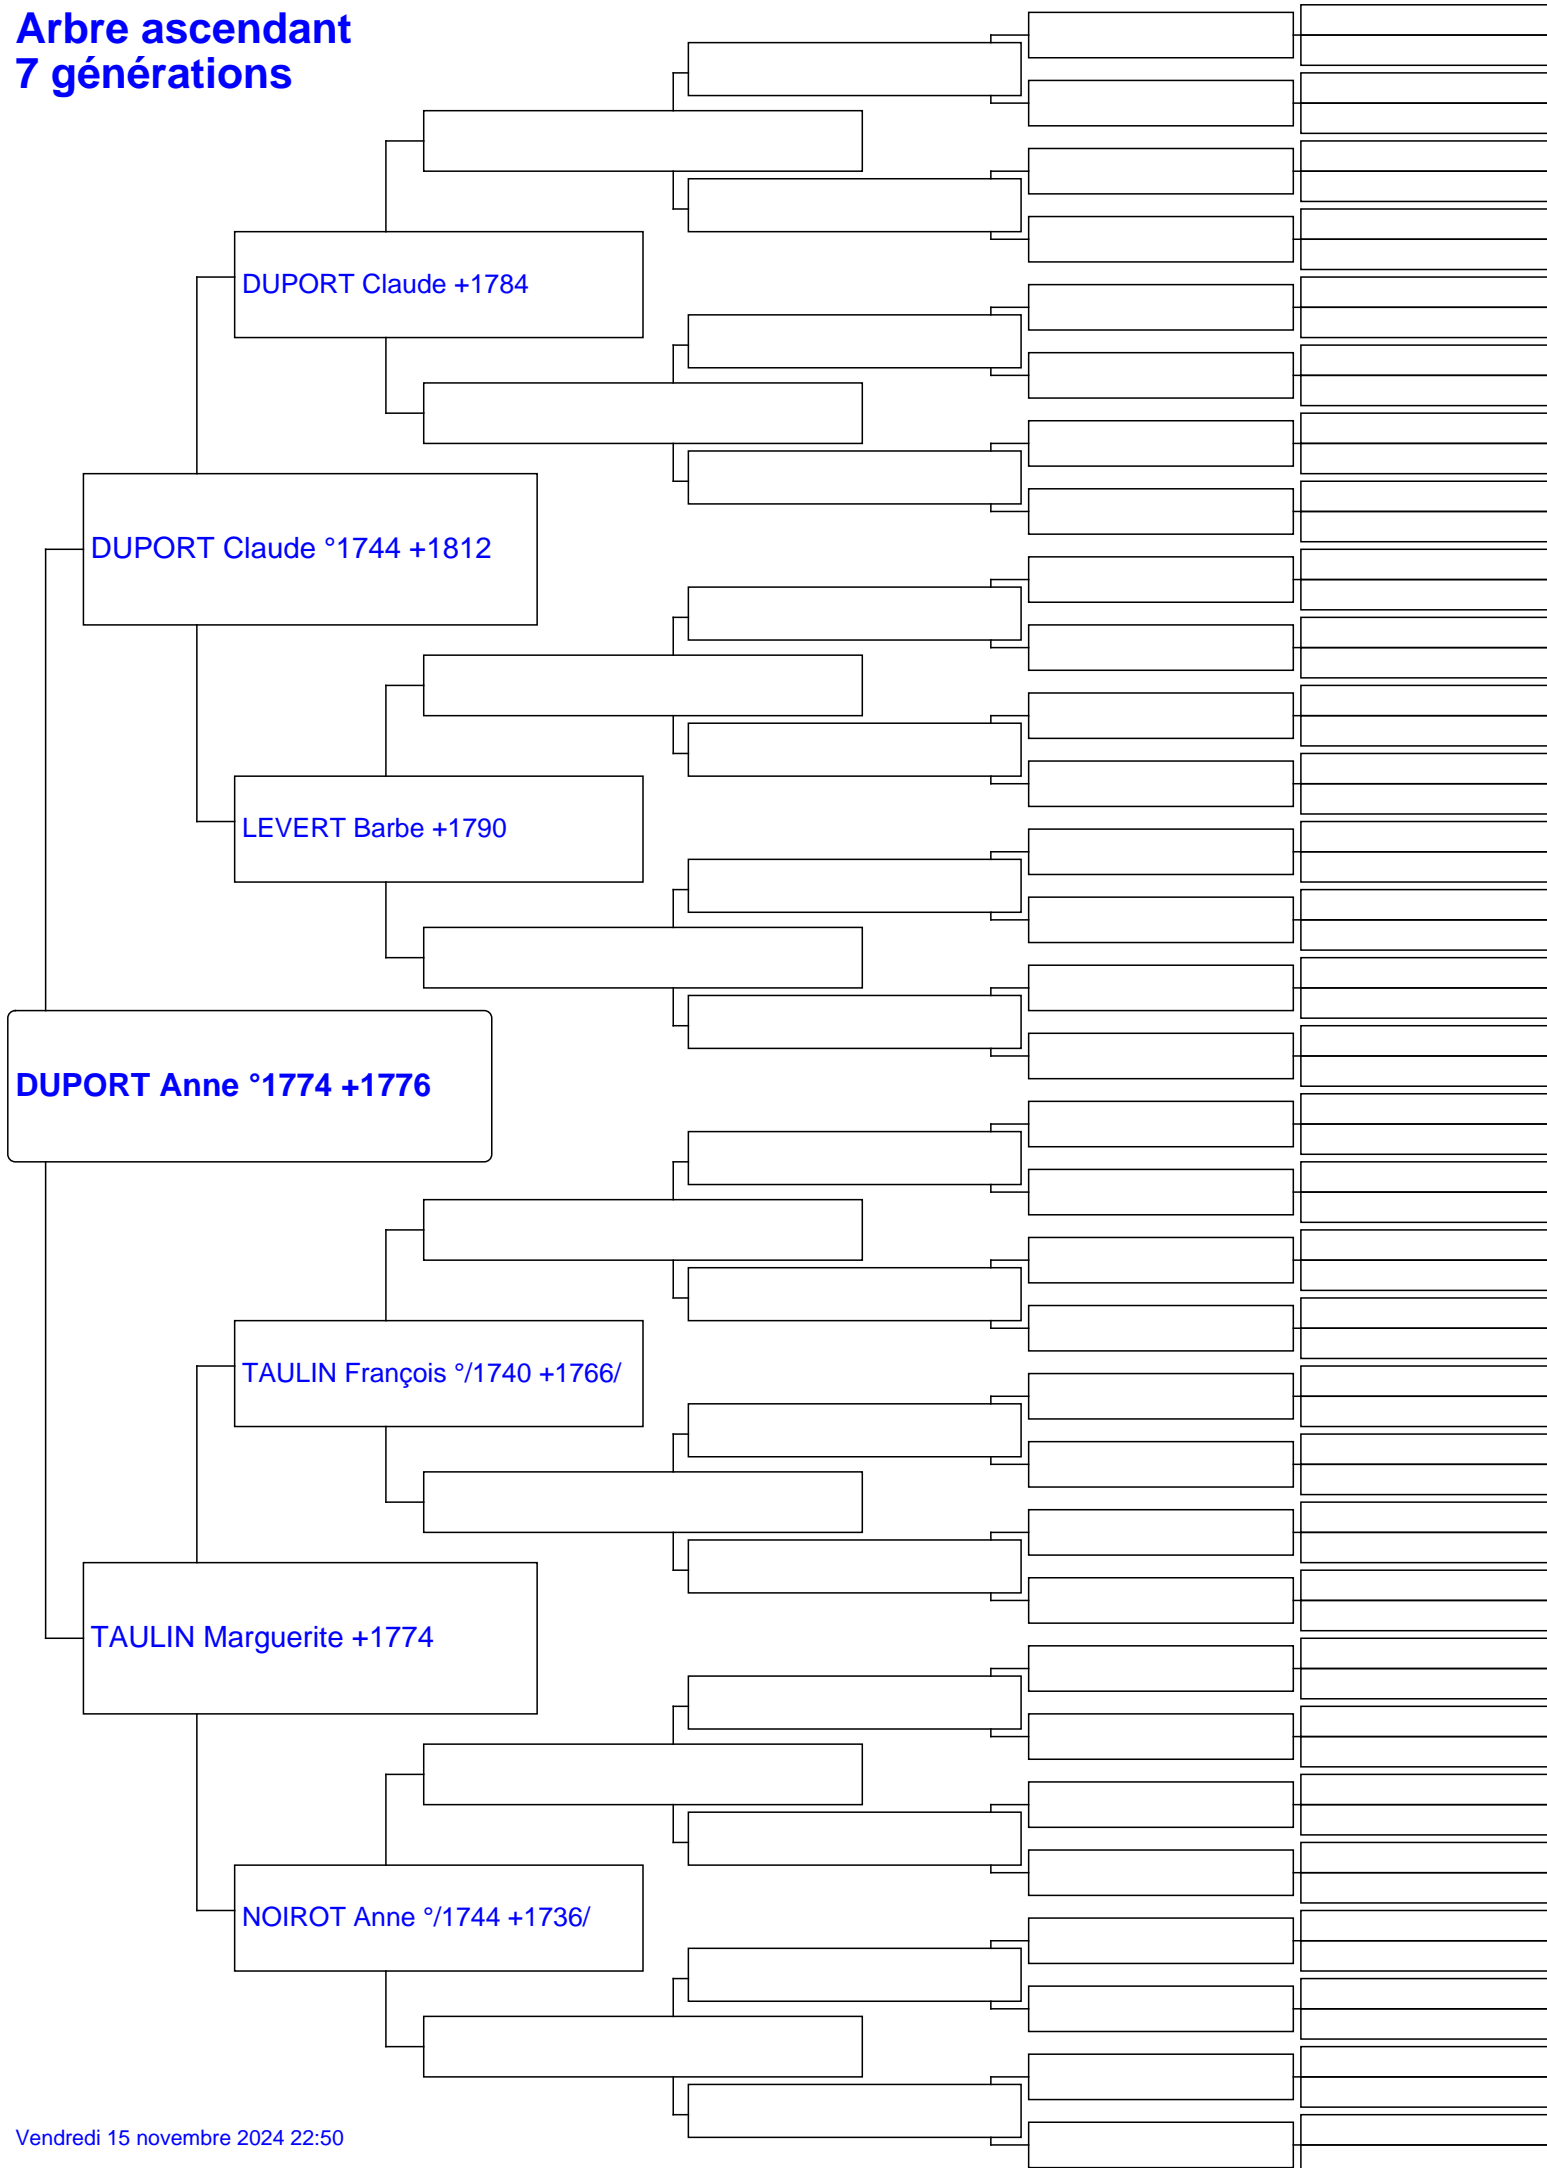 Arbre ascendant
7 générations
DUPORT Claude +1784
DUPORT Claude °1744 +1812
LEVERT Barbe +1790
DUPORT Anne °1774 +1776
TAULIN François °/1740 +1766/
TAULIN Marguerite +1774
NOIROT Anne °/1744 +1736/
Vendredi 15 novembre 2024 22:50